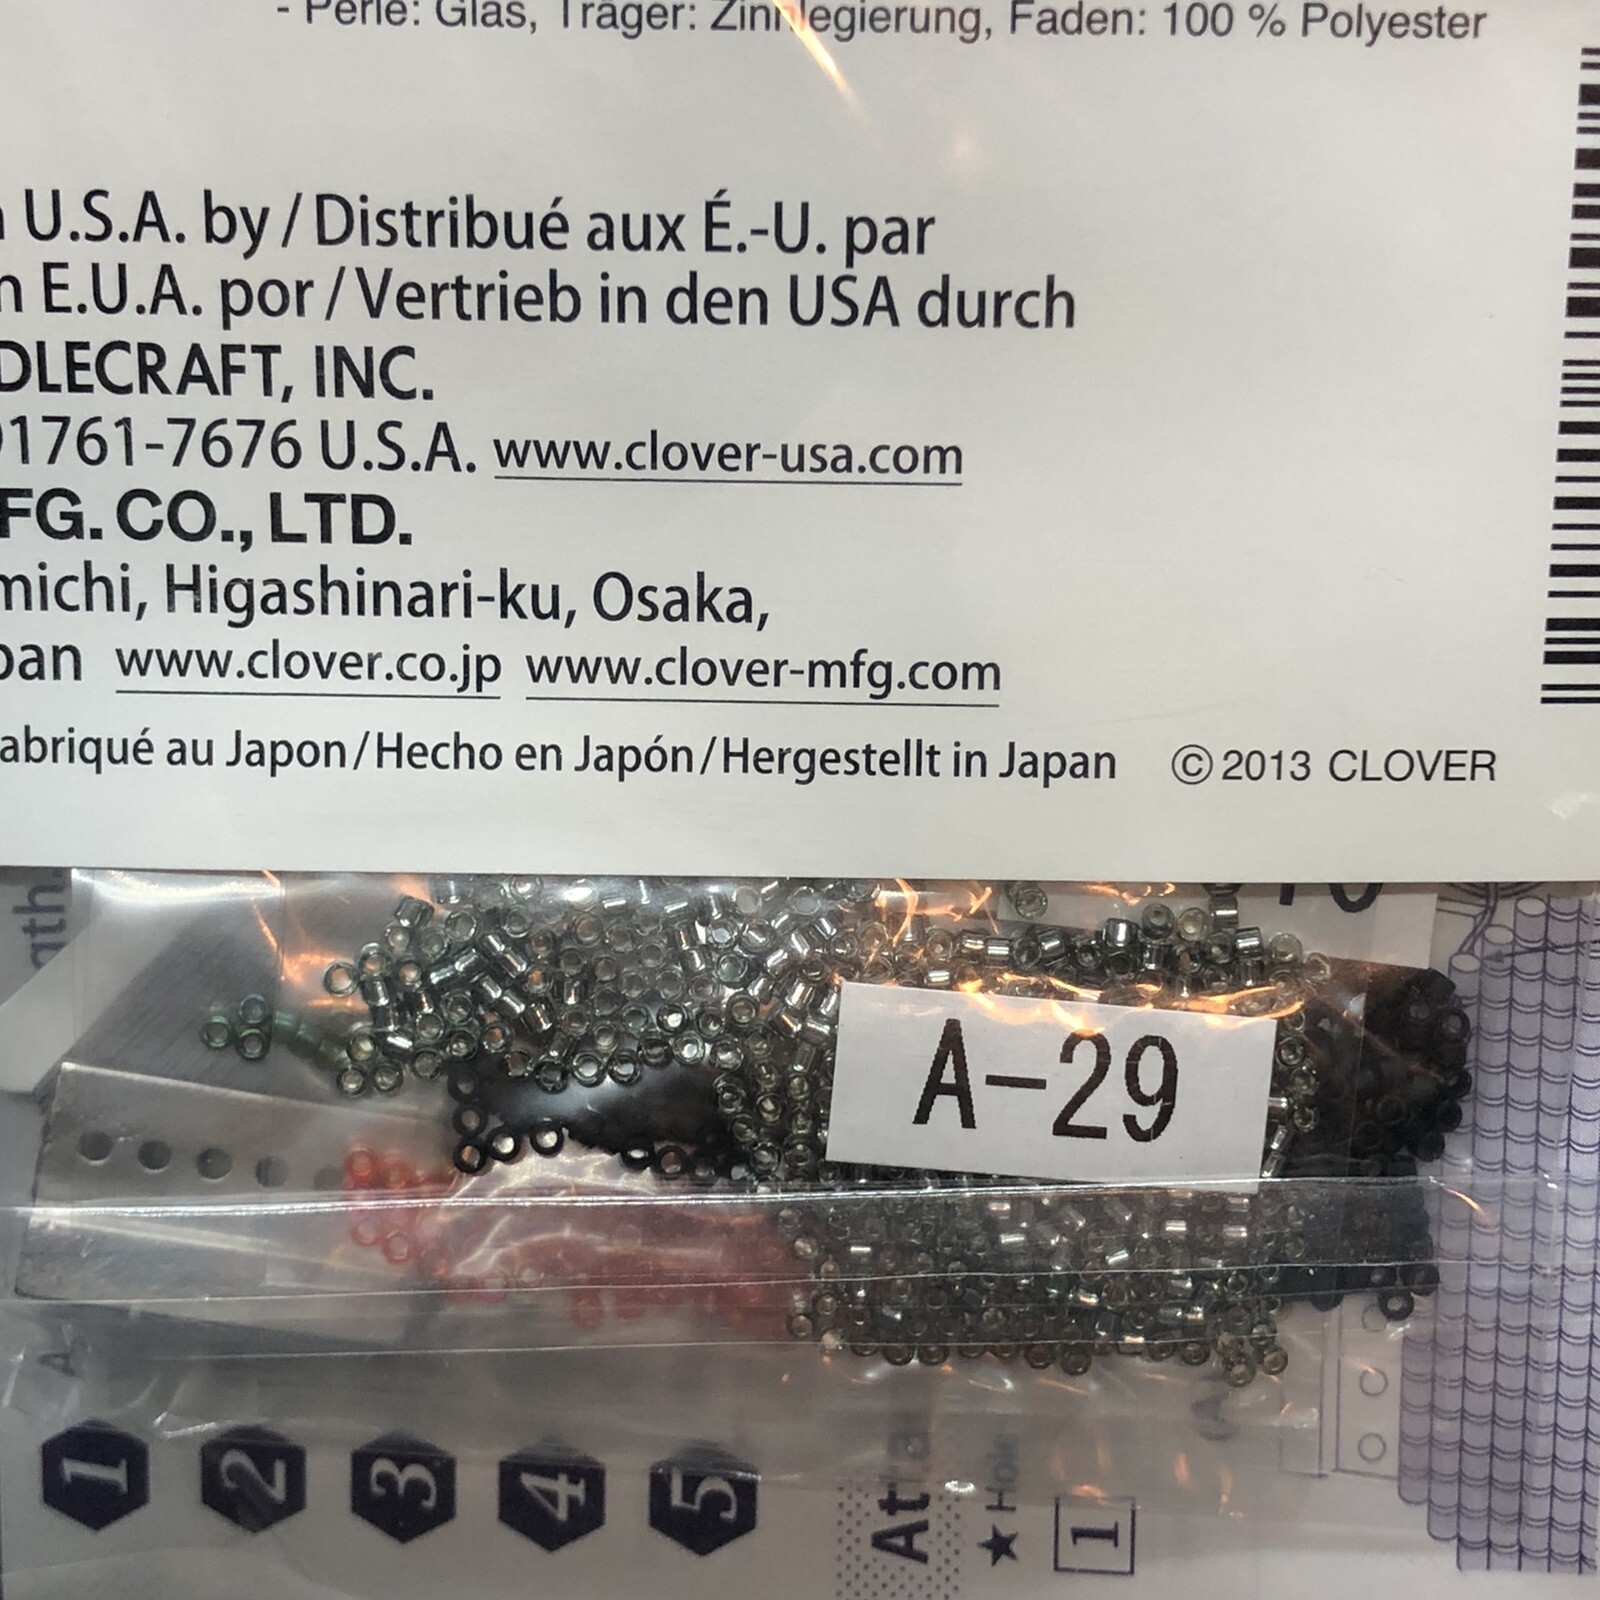 - Perle: Glas, Träger: Zinnlegierung, Faden: 100 % Polyester
U.S.A. by / Distribué aux É.-U. par
E.U.A. por / Vertrieb in den USA durch
DLECRAFT, INC.
1761-7676 U.S.A. www.clover-usa.com
FG. CO., LTD.
michi, Higashinari-ku, Osaka,
pan www.clover.co.jp www.clover-mfg.com
abriqué au Japon / Hecho en Japón / Hergestellt in Japan © 2013 CLOVER
A-29
1
2
3
4
5
★
1